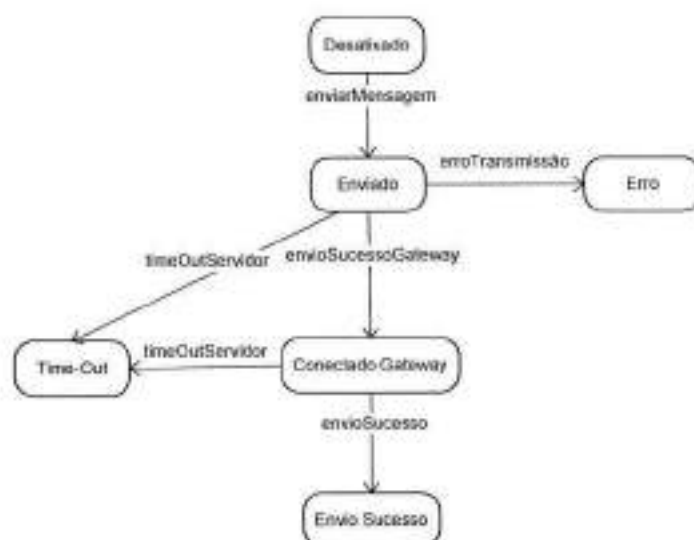 Desativado
enviarMensagem
erroTransmissão
Enviado
Erro
timeOutServidor
envioSucessoGateway
timeOutServidor
Time-Out
Conectado Gateway
envioSucesso
Envio Sucesso